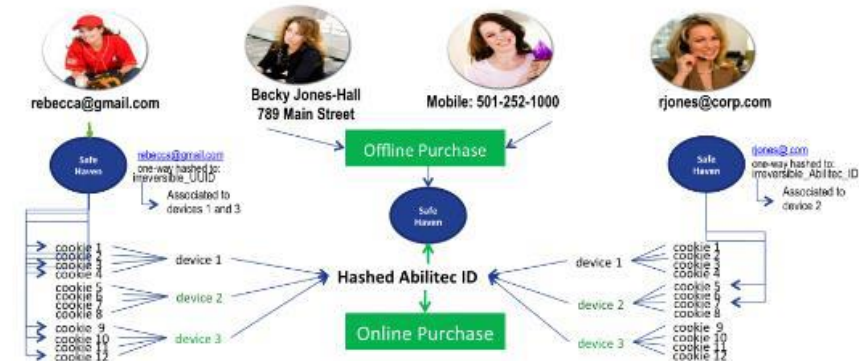 rebecca@gmail.com
Becky Jones-Hall
789 Main Street
Mobile: 501-252-1000
rjones@corp.com
Offline Purchase
Safe
Haven
rebecca@gmail.com
one-way hashed to:
irreversible_UUID
Associated to
devices 1 and 3
Safe
Haven
Safe
Haven
rjones@.com
one-way hashed to:
irreversible_Abilitec_ID
Associated to
device 2
cookie 1
cookie 2
cookie 3
cookie 4
cookie 5
cookie 6
cookie 7
cookie 8
cookie 9
cookie 10
cookie 11
cookie 12
device 1
device 2
device 3
Hashed Abilitec ID
Online Purchase
device 1
device 2
device 3
cookie 1
cookie 2
cookie 3
cookie 4
cookie 5
cookie 6
cookie 7
cookie 8
cookie 9
cookie 10
cookie 11
cookie 12